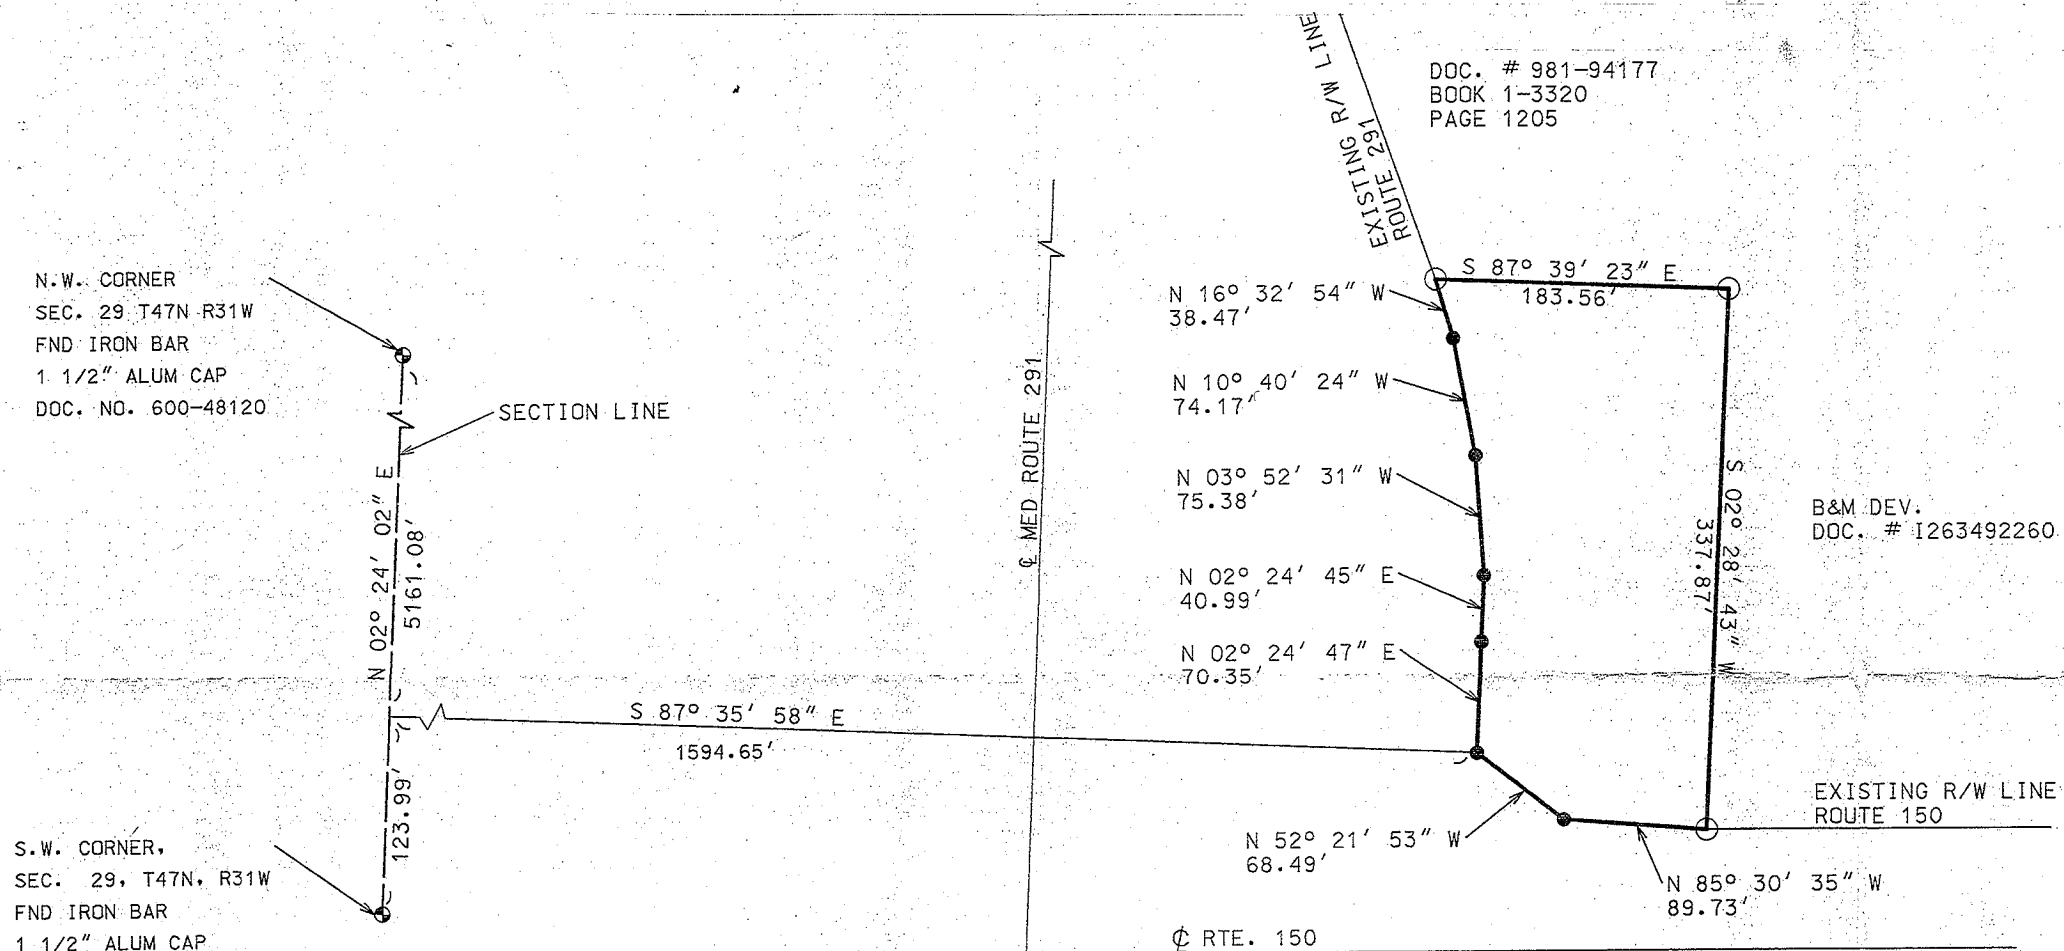 EXISTING R/W LINE
ROUTE 291
DOC. # 981-94177
BOOK 1-3320
PAGE 1205
N.W. CORNER
SEC. 29 T47N R31W
FND IRON BAR
1 1/2" ALUM CAP
DOC. NO. 600-48120
SECTION LINE
N 02° 24' 02" E
5161.08'
℄ MED ROUTE 291
S 87° 39' 23" E
183.56'
N 16° 32' 54" W
38.47'
N 10° 40' 24" W
74.17'
N 03° 52' 31" W
75.38'
N 02° 24' 45" E
40.99'
N 02° 24' 47" E
70.35'
S 02° 28' 43" W
337.87'
B&M DEV.
DOC. # I263492260
S 87° 35' 58" E
1594.65'
123.99'
EXISTING R/W LINE
ROUTE 150
N 52° 21' 53" W
68.49'
N 85° 30' 35" W
89.73'
S.W. CORNER,
SEC. 29, T47N, R31W
FND IRON BAR
1 1/2" ALUM CAP
℄ RTE. 150